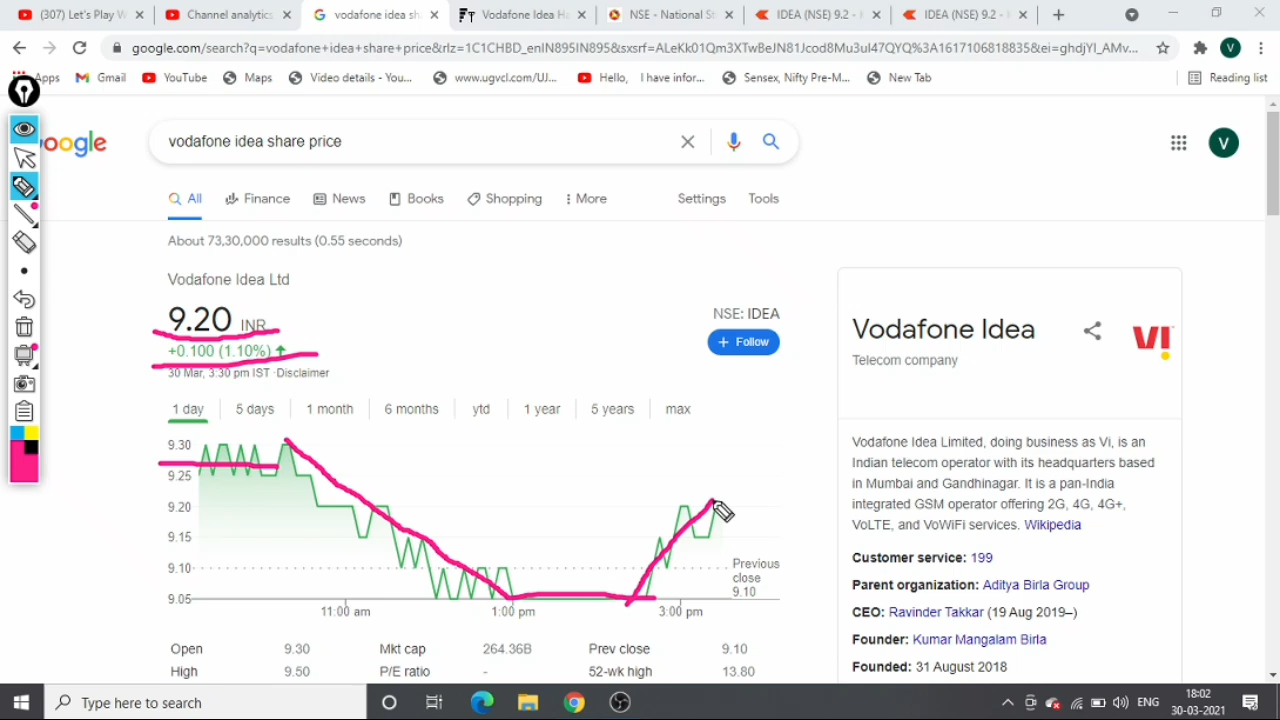 (307) Let's Play W
Channel analytics
vodafone idea sh
Vodafone Idea Ha
NSE - National S
IDEA (NSE) 9.2 -
IDEA (NSE) 9.2 -
google.com/search?q=vodafone+idea+share+price&rlz=1C1CHBD_enIN895IN895&sxsrf=ALeKk01Qm3XTwBeJN81Jcod8Mu3ul47QYQ%3A1617106818835&ei=ghdjYI_AMv...
V
Apps
Gmail
YouTube
Maps
Video details - You...
www.ugvcl.com/UJ...
Hello, I have infor...
Sensex, Nifty Pre-M...
New Tab
Reading list
oogle
vodafone idea share price
V
All
Finance
News
Books
Shopping
More
Settings
Tools
About 73,30,000 results (0.55 seconds)
Vodafone Idea Ltd
9.20 INR
NSE: IDEA
+0.100 (1.10%)
+ Follow
30 Mar, 3:30 pm IST · Disclaimer
1 day
5 days
1 month
6 months
ytd
1 year
5 years
max
9.30
9.25
9.20
9.15
9.10
9.05
Previous
close
9.10
11:00 am
1:00 pm
3:00 pm
Open 9.30 Mkt cap 264.36B Prev close 9.10
High 9.50 P/E ratio - 52-wk high 13.80
Vodafone Idea
Telecom company
VI
Vodafone Idea Limited, doing business as Vi, is an
Indian telecom operator with its headquarters based
in Mumbai and Gandhinagar. It is a pan-India
integrated GSM operator offering 2G, 4G, 4G+,
VoLTE, and VoWiFi services. Wikipedia
Customer service: 199
Parent organization: Aditya Birla Group
CEO: Ravinder Takkar (19 Aug 2019–)
Founder: Kumar Mangalam Birla
Founded: 31 August 2018
Type here to search
ENG
18:02
30-03-2021